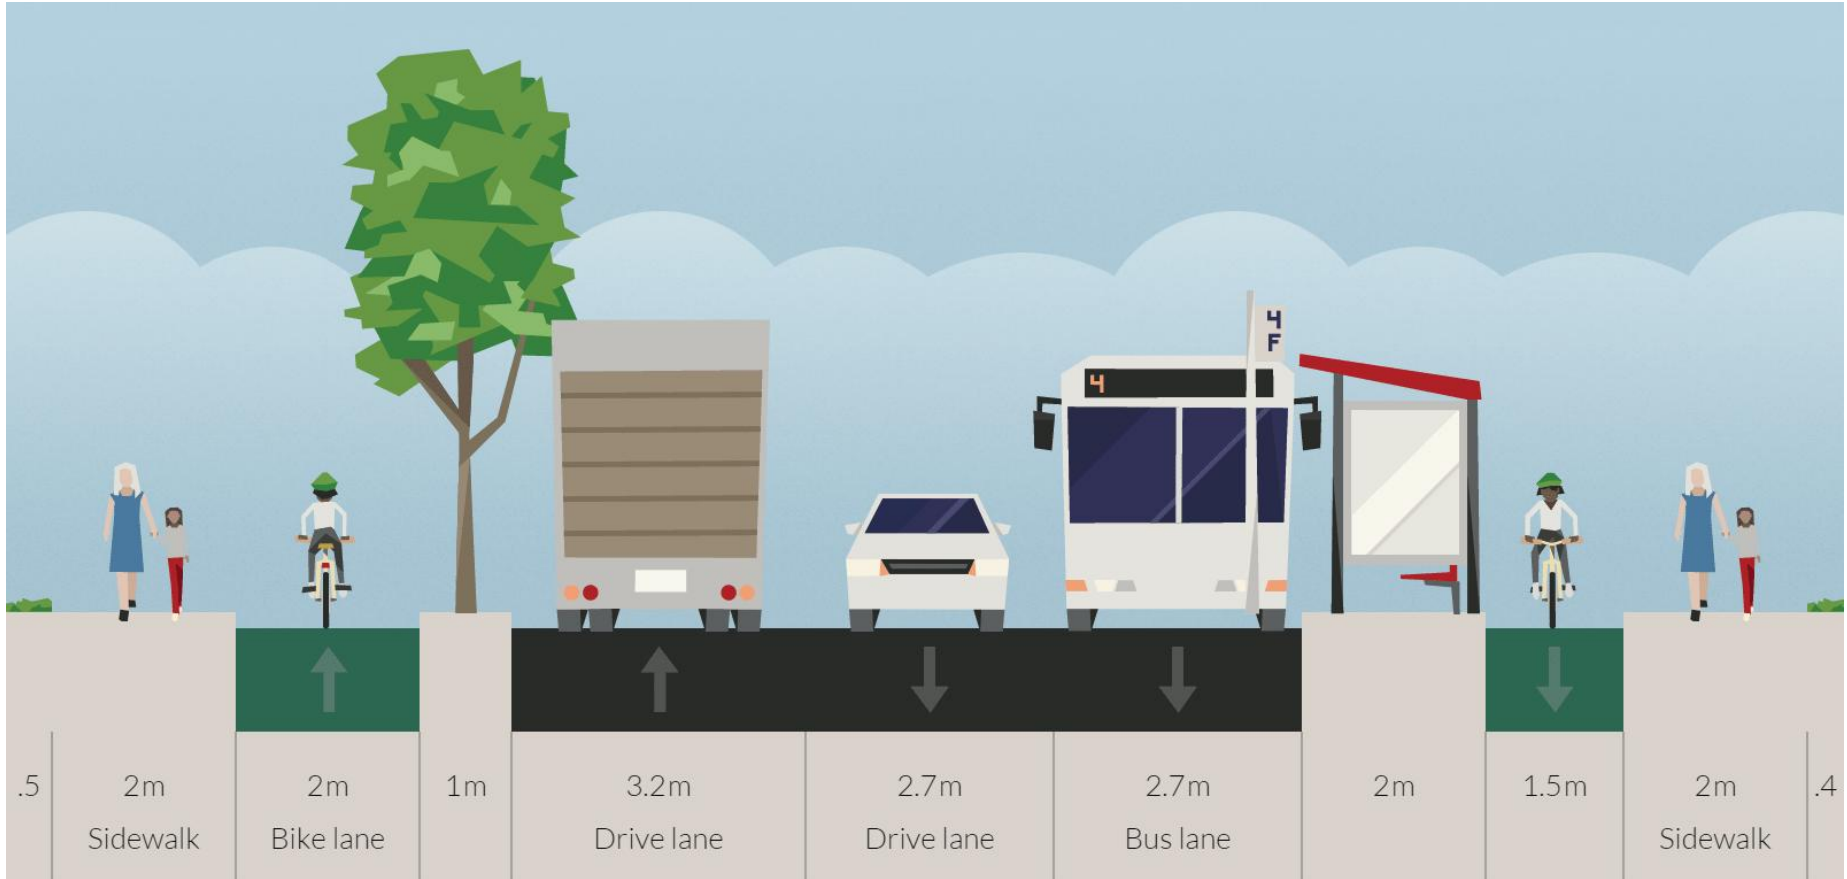 4
F
4
.5
2m
Sidewalk
2m
Bike lane
1m
3.2m
Drive lane
2.7m
Drive lane
2.7m
Bus lane
2m
1.5m
2m
Sidewalk
.4